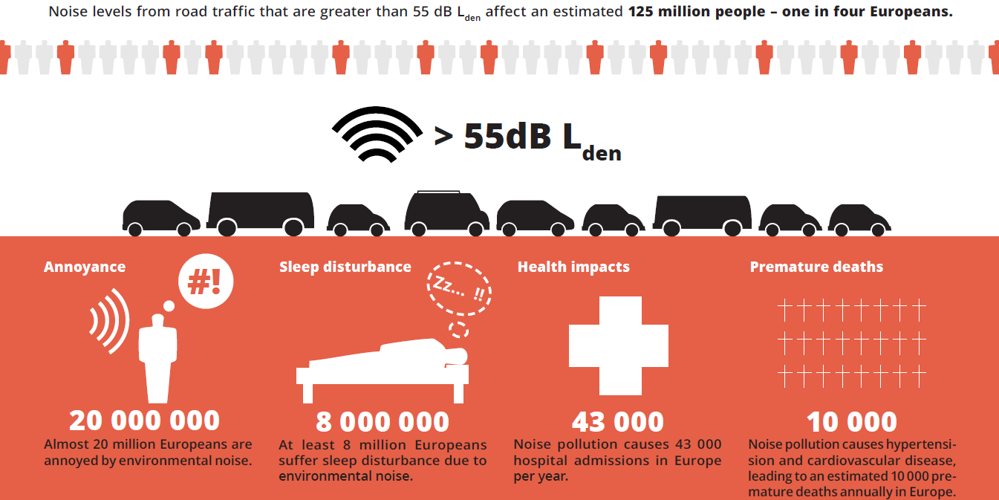 Noise levels from road traffic that are greater than 55 dB Lden affect an estimated 125 million people – one in four Europeans.
> 55dB Lden
Annoyance
#!
20 000 000
Almost 20 million Europeans are
annoyed by environmental noise.
Sleep disturbance
Zz... !!
8 000 000
At least 8 million Europeans
suffer sleep disturbance due to
environmental noise.
Health impacts
43 000
Noise pollution causes 43 000
hospital admissions in Europe
per year.
Premature deaths
10 000
Noise pollution causes hypertensi-
sion and cardiovascular disease,
leading to an estimated 10 000 pre-
mature deaths annually in Europe.